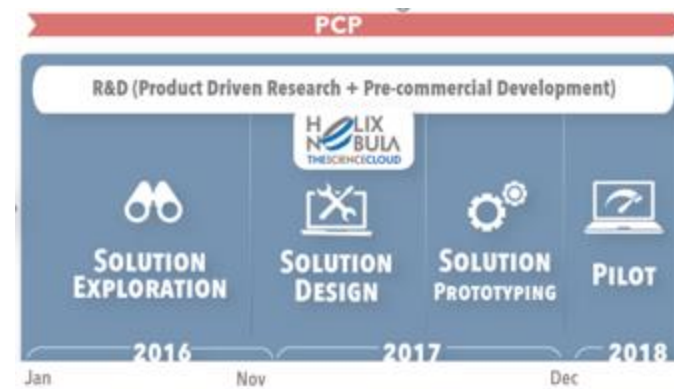 PCP
R&D (Product Driven Research + Pre-commercial Development)
HELIX
NEBULA
THESCIENCECLOUD
SOLUTION
EXPLORATION
SOLUTION
DESIGN
SOLUTION
PROTOTYPING
PILOT
2016
2017
2018
Jan
Nov
Dec